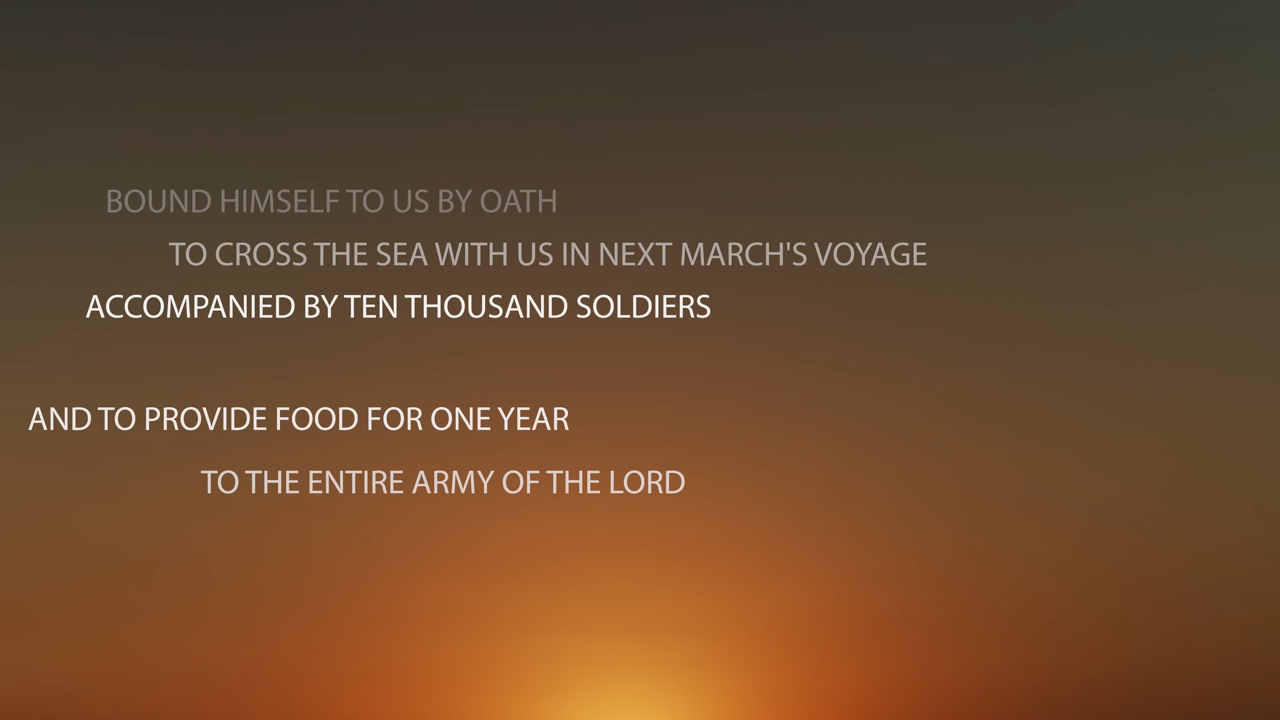 BOUND HIMSELF TO US BY OATH
TO CROSS THE SEA WITH US IN NEXT MARCH'S VOYAGE
ACCOMPANIED BY TEN THOUSAND SOLDIERS
AND TO PROVIDE FOOD FOR ONE YEAR
TO THE ENTIRE ARMY OF THE LORD